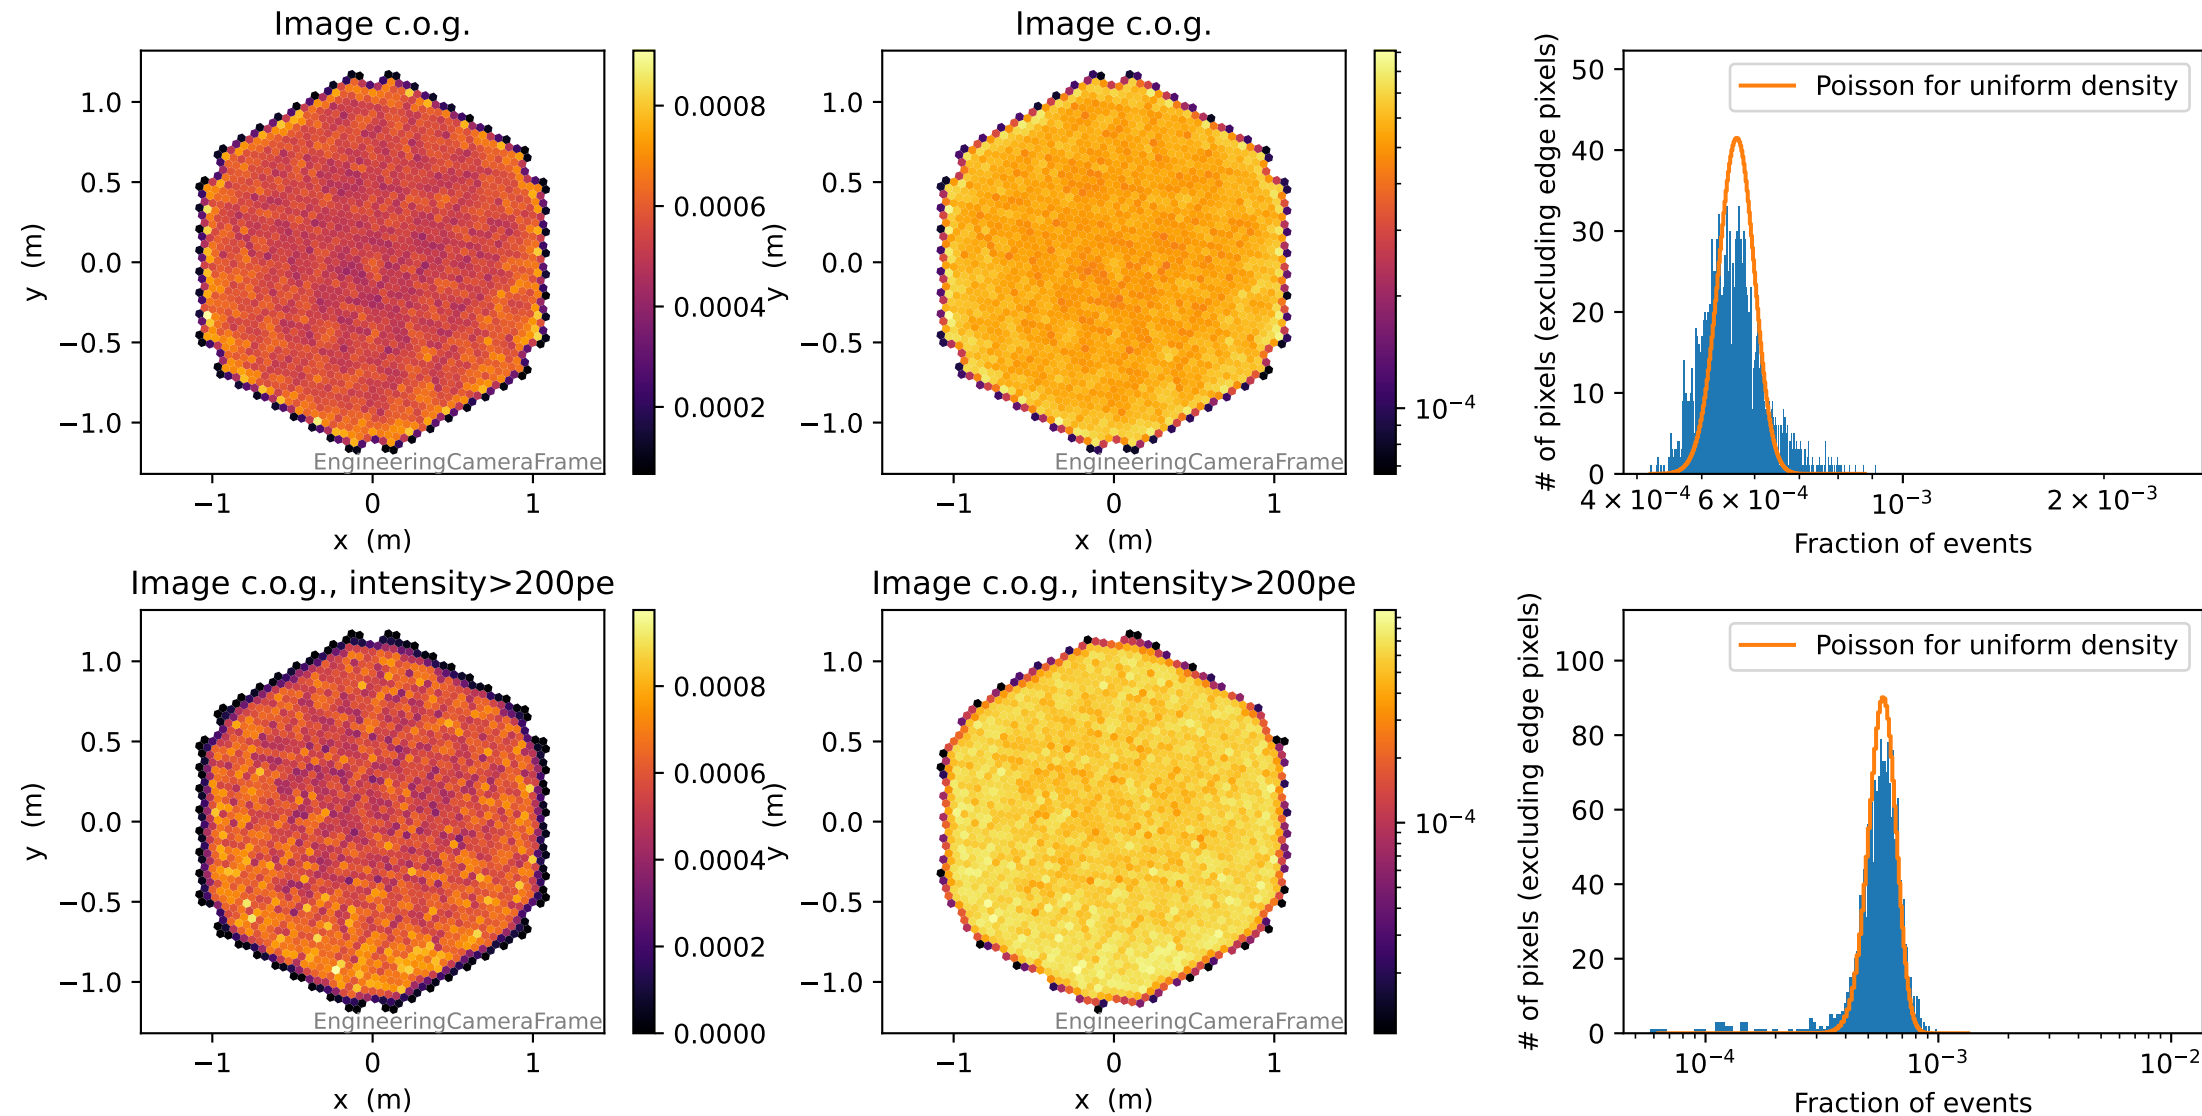 Image c.o.g.
1.0
0.5
0.0
−0.5
−1.0
y (m)
−1
0
1
x (m)
EngineeringCameraFrame
0.0008
0.0006
0.0004
0.0002
Image c.o.g.
1.0
0.5
0.0
−0.5
−1.0
y (m)
−1
0
1
x (m)
EngineeringCameraFrame
10⁻⁴
50
40
30
20
10
0
# of pixels (excluding edge pixels)
Poisson for uniform density
4 × 10⁻⁴
6 × 10⁻⁴
10⁻³
2 × 10⁻³
Fraction of events
Image c.o.g., intensity>200pe
1.0
0.5
0.0
−0.5
−1.0
y (m)
−1
0
1
x (m)
EngineeringCameraFrame
0.0008
0.0006
0.0004
0.0002
0.0000
Image c.o.g., intensity>200pe
1.0
0.5
0.0
−0.5
−1.0
y (m)
−1
0
1
x (m)
EngineeringCameraFrame
10⁻⁴
100
80
60
40
20
0
# of pixels (excluding edge pixels)
Poisson for uniform density
10⁻⁴
10⁻³
10⁻²
Fraction of events